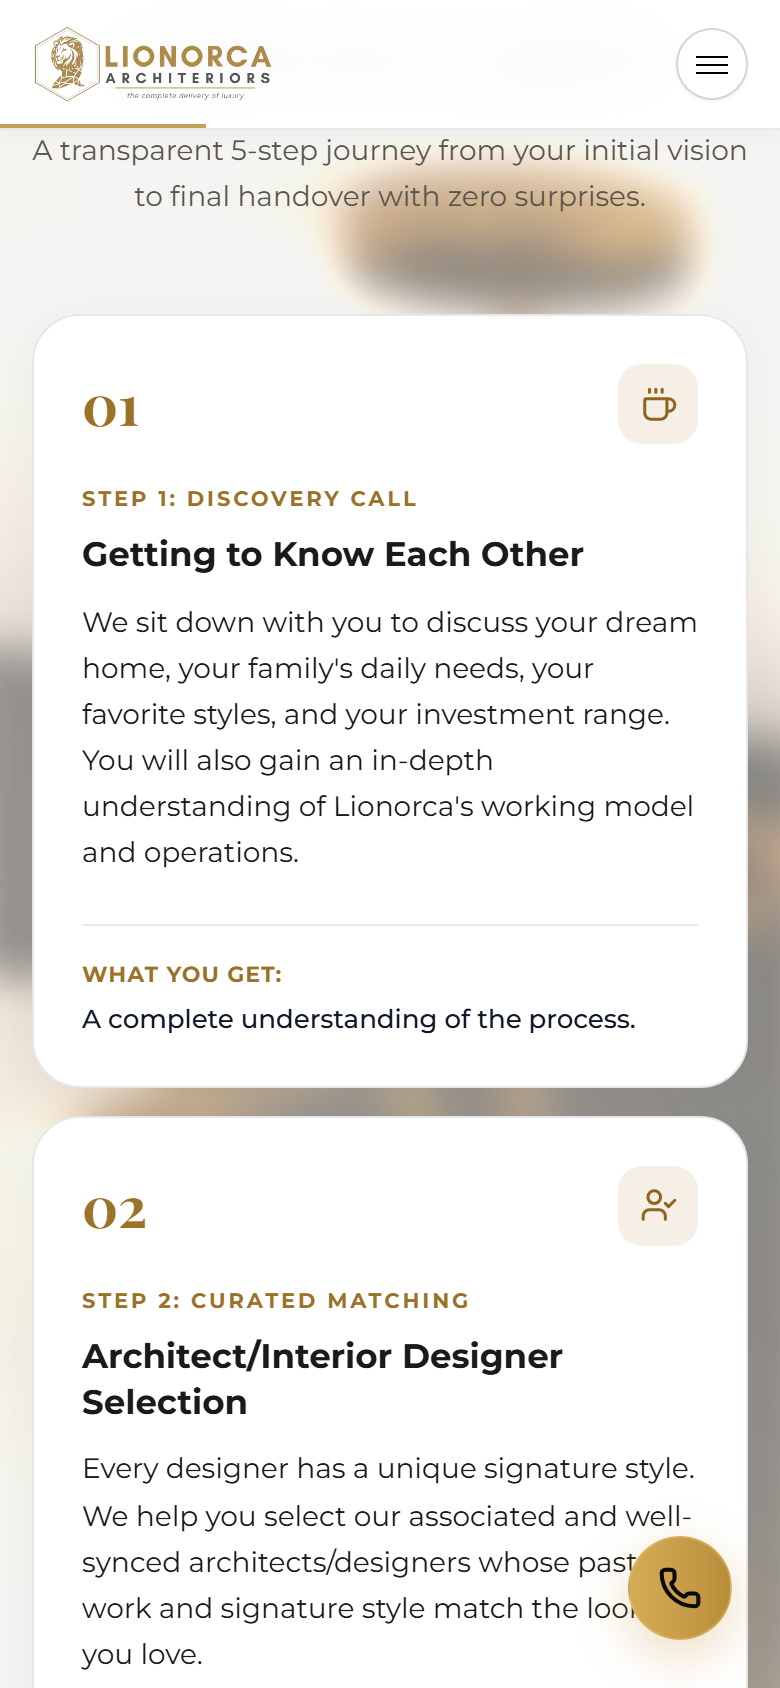 LIONORCA
ARCHITERIORS
the complete delivery of luxury
A transparent 5-step journey from your initial vision
to final handover with zero surprises.
01
STEP 1: DISCOVERY CALL
Getting to Know Each Other
We sit down with you to discuss your dream
home, your family's daily needs, your
favorite styles, and your investment range.
You will also gain an in-depth
understanding of Lionorca's working model
and operations.
WHAT YOU GET:
A complete understanding of the process.
02
STEP 2: CURATED MATCHING
Architect/Interior Designer
Selection
Every designer has a unique signature style.
We help you select our associated and well-
synced architects/designers whose past
work and signature style match the look
you love.